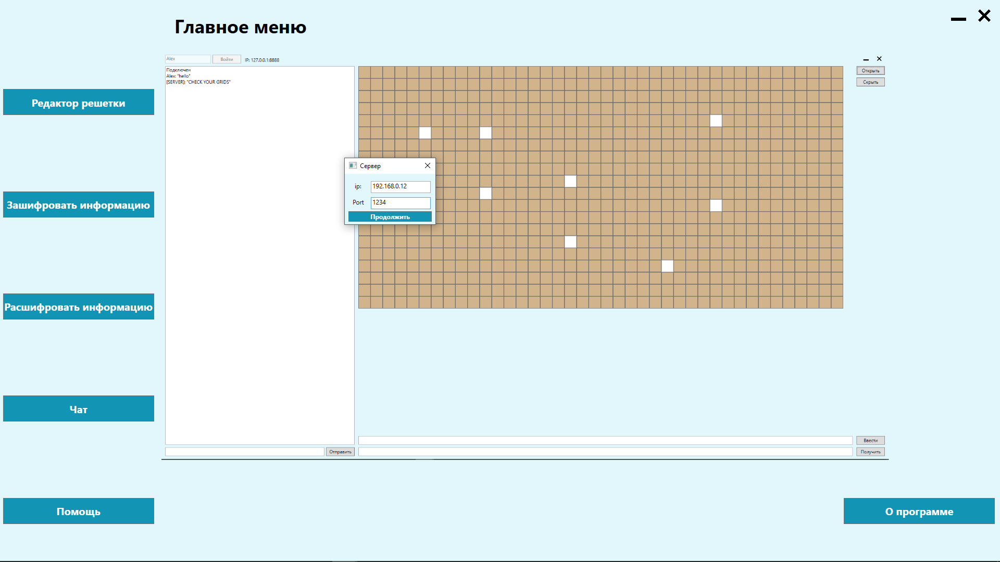 Главное меню
Alex
Войти
IP: 127.0.0.1:8888
Подключен
Alex: "hello"
[SERVER]: "CHECK YOUR GRIDS"
Открыть
Скрыть
Редактор решетки
Сервер
ip:
192.168.0.12
Port
1234
Продолжить
Зашифровать информацию
Расшифровать информацию
Чат
Ввести
Отправить
Получить
Помощь
О программе